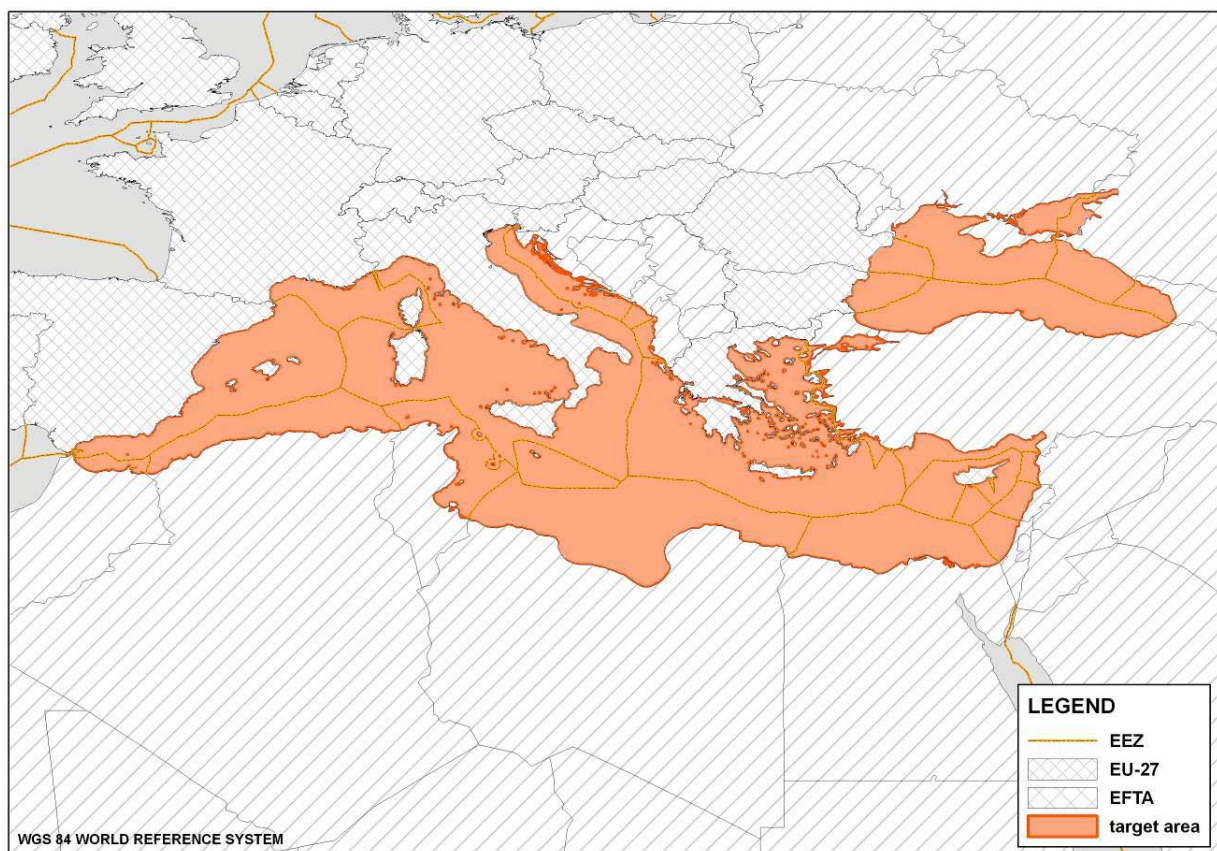 LEGEND
EEZ
EU-27
EFTA
target area
WGS 84 WORLD REFERENCE SYSTEM